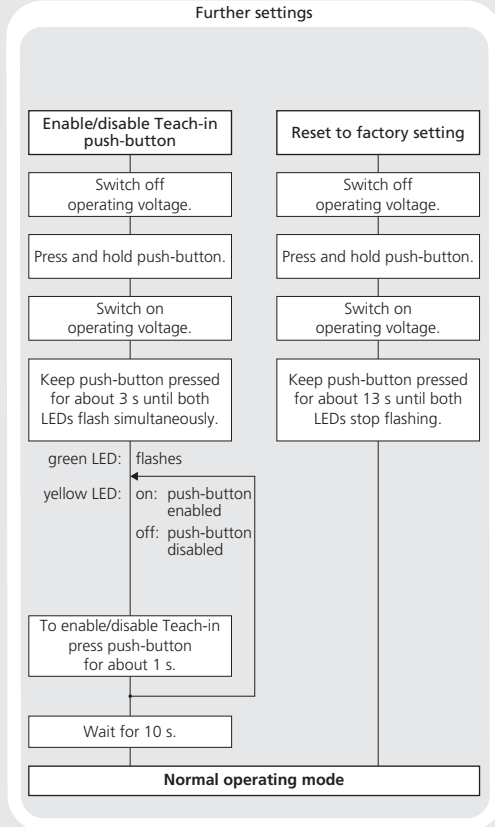 Further settings
Enable/disable Teach-in
push-button
Switch off
operating voltage.
Press and hold push-button.
Switch on
operating voltage.
Keep push-button pressed
for about 3 s until both
LEDs flash simultaneously.
green LED: flashes
yellow LED: on: push-button
enabled
off: push-button
disabled
To enable/disable Teach-in
press push-button
for about 1 s.
Wait for 10 s.
Reset to factory setting
Switch off
operating voltage.
Press and hold push-button.
Switch on
operating voltage.
Keep push-button pressed
for about 13 s until both
LEDs stop flashing.
Normal operating mode